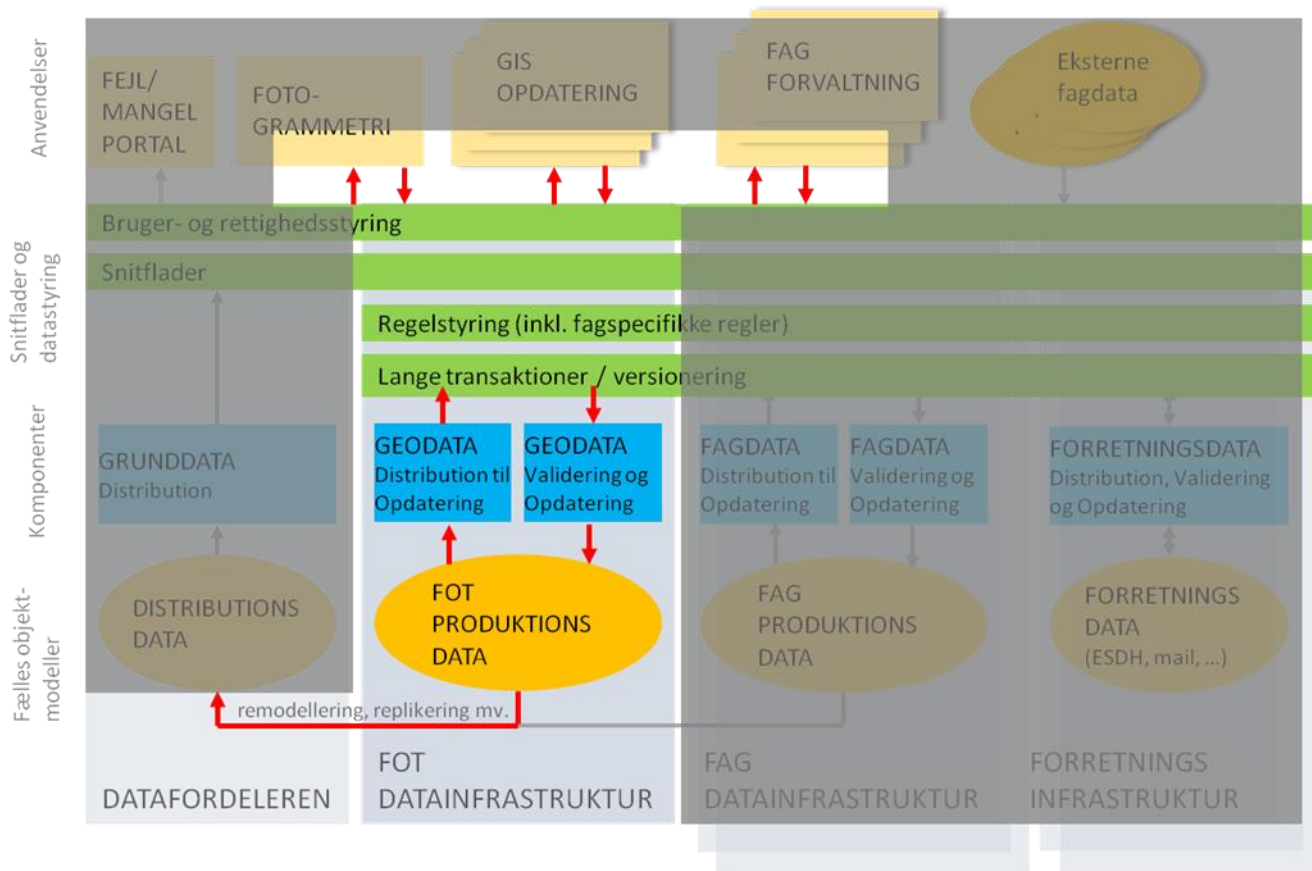 Anvendelser
FEJL/
MANGEL
PORTAL
FOTO-
GRAMMETRI
GIS
OPDATERING
FAG
FORVALTNING
Eksterne
fagdata
Snitflader og
datastyring
Bruger- og rettighedsstyring
Snitflader
Regelstyring (inkl. fagspecifikke regler)
Lange transaktioner / versionering
Komponenter
GRUNDDATA
Distribution
GEODATA
Distribution til
Opdatering
GEODATA
Validering og
Opdatering
FAGDATA
Distribution til
Opdatering
FAGDATA
Validering og
Opdatering
FORRETNINGSDATA
Distribution, Validering
og Opdatering
Fælles objekt-
modeller
DISTRIBUTIONS
DATA
FOT
PRODUKTIONS
DATA
FAG
PRODUKTIONS
DATA
FORRETNINGS
DATA
(ESDH, mail, ...)
remodellering, replikering mv.
DATAFORDELEREN
FOT
DATAINFRASTRUKTUR
FAG
DATAINFRASTRUKTUR
FORRETNINGS
INFRASTRUKTUR